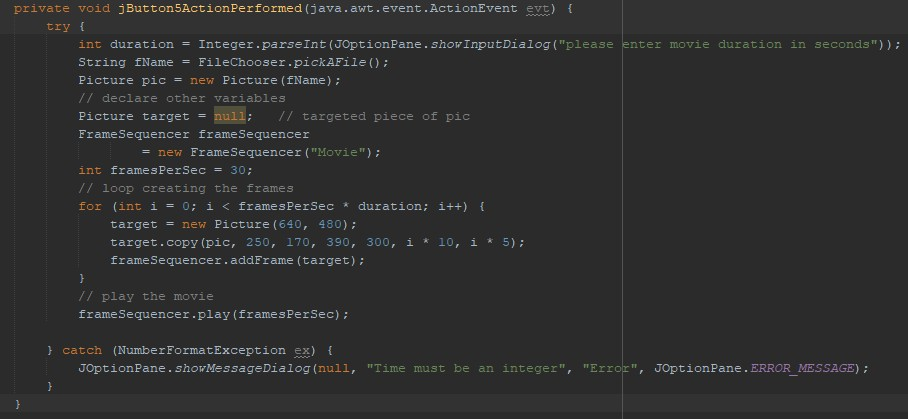 private void jButton5ActionPerformed(java.awt.event.ActionEvent evt) {
try {
int duration = Integer.parseInt(JOptionPane.showInputDialog("please enter movie duration in seconds"));
String fName = FileChooser.pickAFile();
Picture pic = new Picture(fName);
// declare other variables
Picture target = null;   // targeted piece of pic
FrameSequencer frameSequencer
= new FrameSequencer("Movie");
int framesPerSec = 30;
// loop creating the frames
for (int i = 0; i < framesPerSec * duration; i++) {
target = new Picture(640, 480);
target.copy(pic, 250, 170, 390, 300, i * 10, i * 5);
frameSequencer.addFrame(target);
}
// play the movie
frameSequencer.play(framesPerSec);
} catch (NumberFormatException ex) {
JOptionPane.showMessageDialog(null, "Time must be an integer", "Error", JOptionPane.ERROR_MESSAGE);
}
}